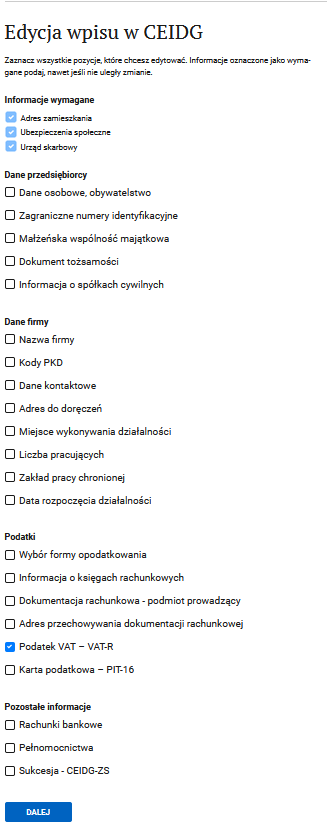 Edycja wpisu w CEIDG
Zaznacz wszystkie pozycje, które chcesz edytować. Informacje oznaczone jako wyma-
gane podaj, nawet jeśli nie uległy zmianie.
Informacje wymagane
Adres zamieszkania
Ubezpieczenia społeczne
Urząd skarbowy
Dane przedsiębiorcy
Dane osobowe, obywatelstwo
Zagraniczne numery identyfikacyjne
Małżeńska wspólność majątkowa
Dokument tożsamości
Informacja o spółkach cywilnych
Dane firmy
Nazwa firmy
Kody PKD
Dane kontaktowe
Adres do doręczeń
Miejsce wykonywania działalności
Liczba pracujących
Zakład pracy chronionej
Data rozpoczęcia działalności
Podatki
Wybór formy opodatkowania
Informacja o księgach rachunkowych
Dokumentacja rachunkowa - podmiot prowadzący
Adres przechowywania dokumentacji rachunkowej
Podatek VAT – VAT-R
Karta podatkowa – PIT-16
Pozostałe informacje
Rachunki bankowe
Pełnomocnictwa
Sukcesja - CEIDG-ZS
DALEJ